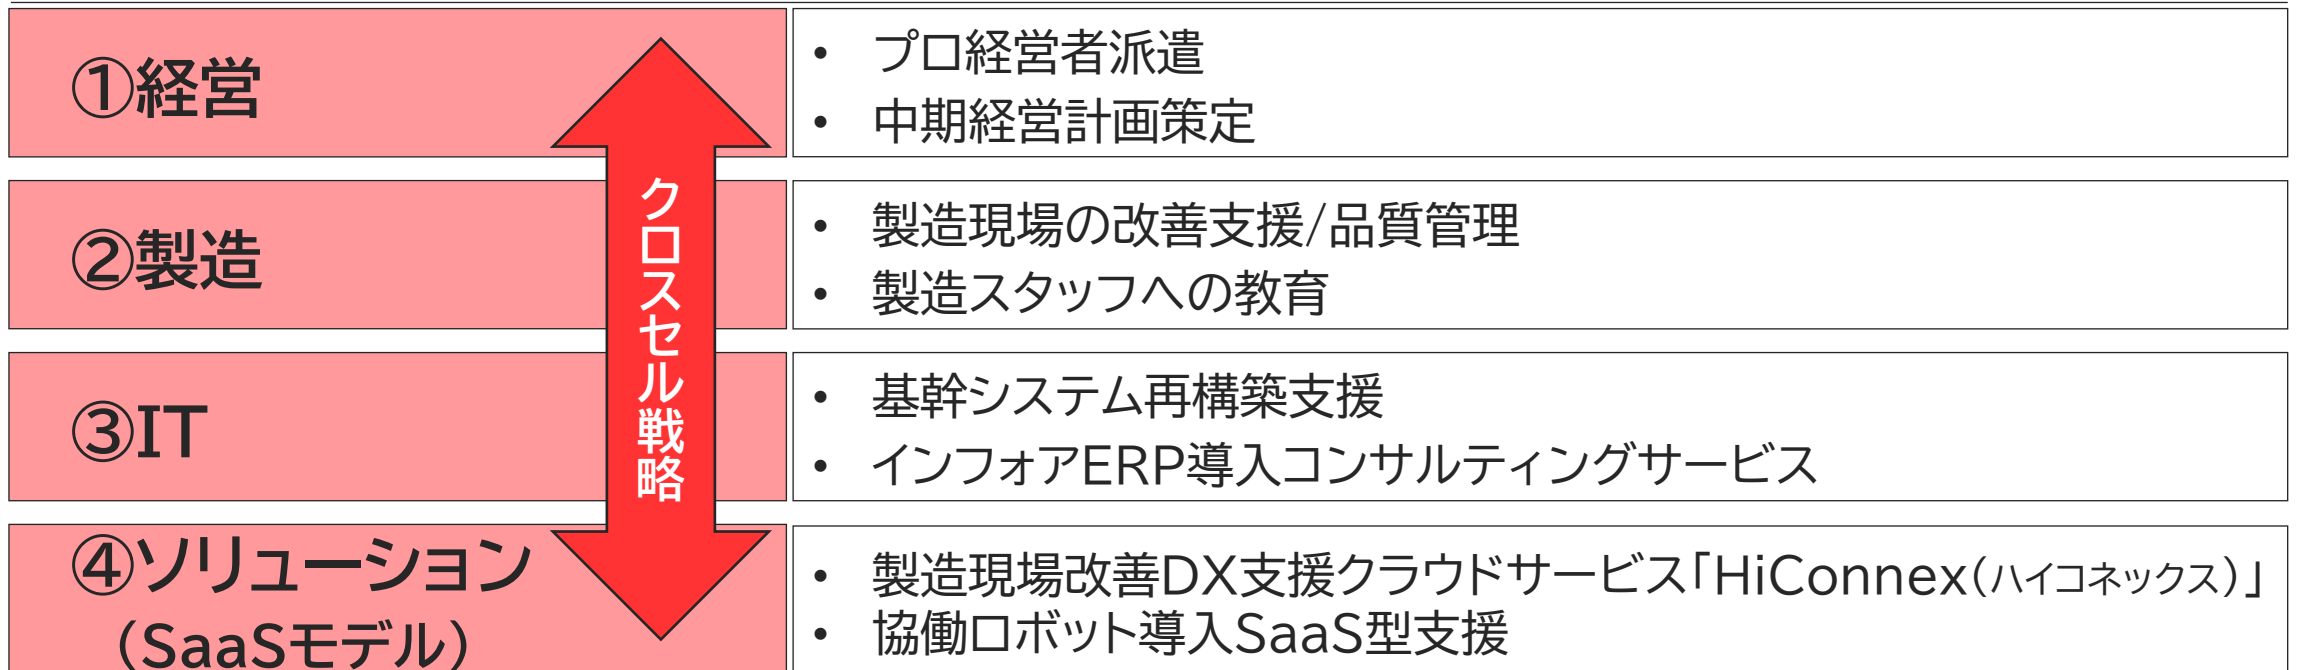 ①経営
・ プロ経営者派遣
・ 中期経営計画策定
②製造
・ 製造現場の改善支援/品質管理
・ 製造スタッフへの教育
③IT
・ 基幹システム再構築支援
・ インフォアERP導入コンサルティングサービス
④ソリューション
(SaaSモデル)
・ 製造現場改善DX支援クラウドサービス「HiConnex(ハイコネックス)」
・ 協働ロボット導入SaaS型支援
クロスセル戦略